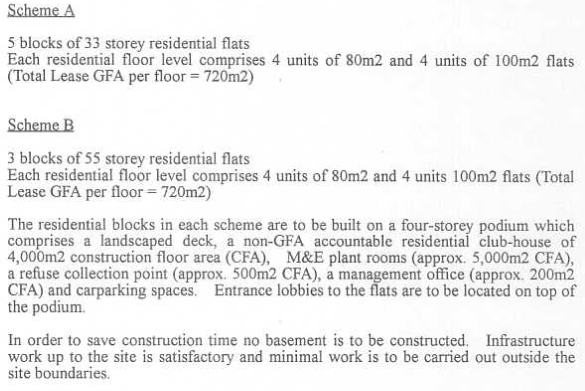 Scheme A
5 blocks of 33 storey residential flats
Each residential floor level comprises 4 units of 80m2 and 4 units of 100m2 flats
(Total Lease GFA per floor = 720m2)
Scheme B
3 blocks of 55 storey residential flats
Each residential floor level comprises 4 units of 80m2 and 4 units 100m2 flats (Total
Lease GFA per floor = 720m2)
The residential blocks in each scheme are to be built on a four-storey podium which
comprises a landscaped deck, a non-GFA accountable residential club-house of
4,000m2 construction floor area (CFA), M&E plant rooms (approx. 5,000m2 CFA),
a refuse collection point (approx. 500m2 CFA), a management office (approx. 200m2
CFA) and carparking spaces. Entrance lobbies to the flats are to be located on top of
the podium.
In order to save construction time no basement is to be constructed. Infrastructure
work up to the site is satisfactory and minimal work is to be carried out outside the
site boundaries.